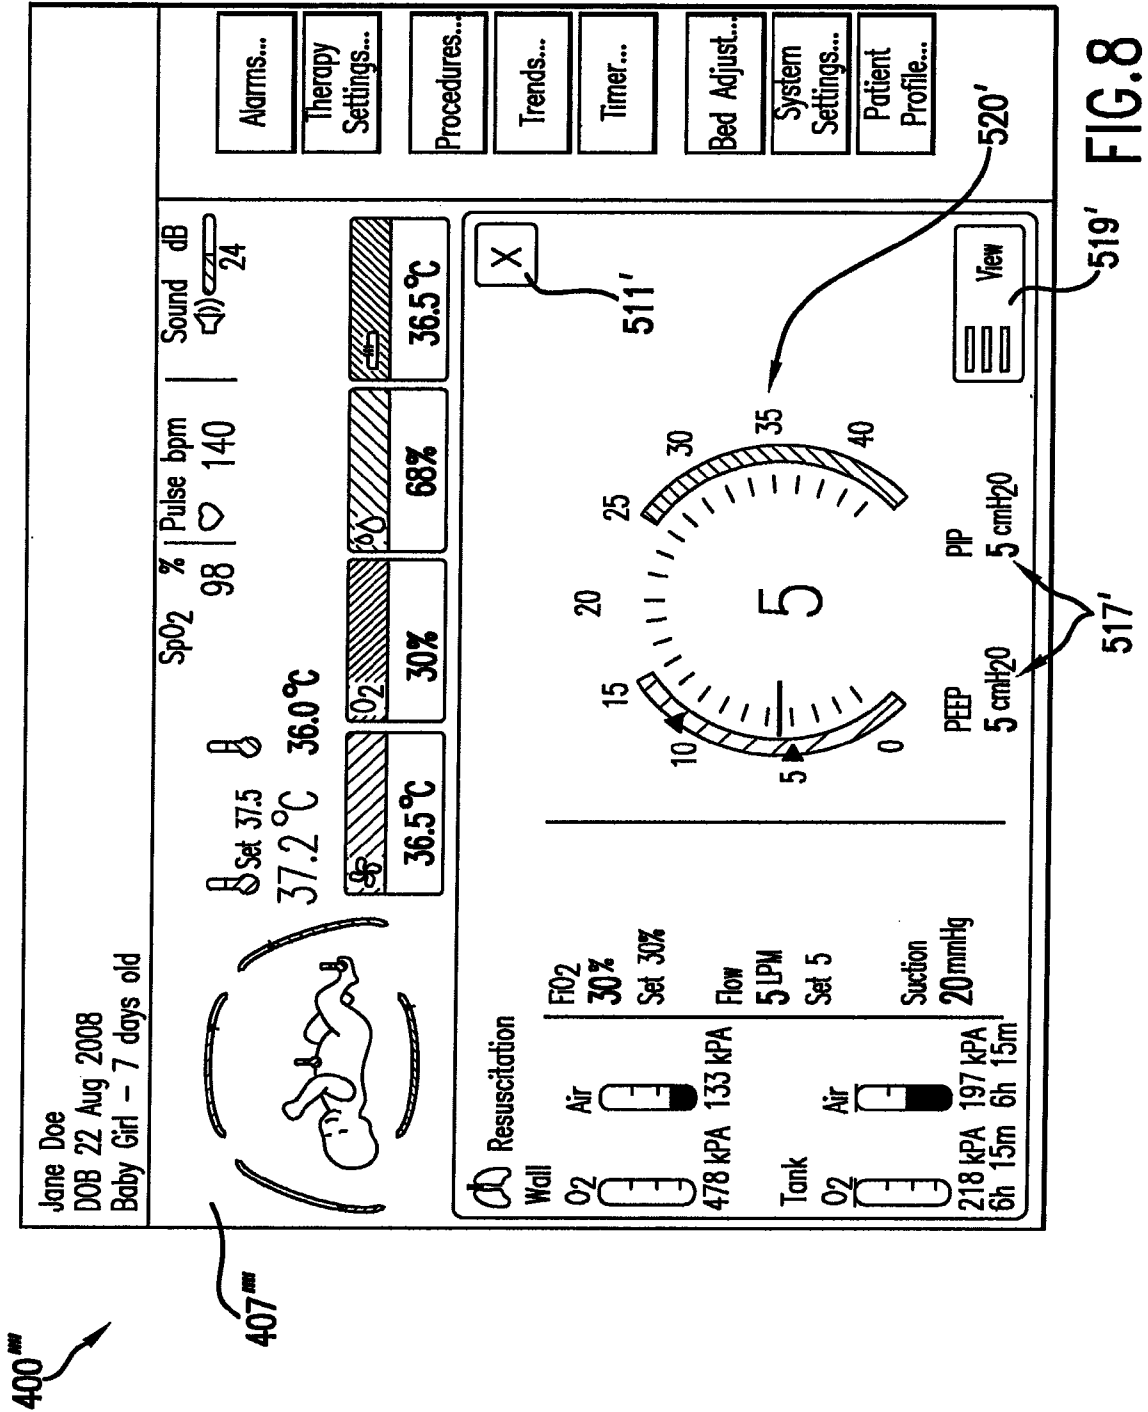 400''''
407''''
Jane Doe
DOB 22 Aug 2008
Baby Girl – 7 days old
Set 37.5
37.2°C
36.0°C
SpO2 %
98
Pulse bpm
140
Sound dB
24
36.5°C
O2
30%
68%
36.5°C
Alarms...
Therapy
Settings...
Procedures...
Trends...
Timer...
Bed Adjust...
System
Settings...
Patient
Profile...
Resuscitation
X
511'
Wall
O2
Air
478 kPA
133 kPA
Tank
O2
Air
218 kPA
197 kPA
6h 15m
6h 15m
FiO2
30%
Set 30%
Flow
5 LPM
Set 5
Suction
20 mmHg
0
5
10
15
20
25
30
35
40
5
PEEP
5 cmH20
PIP
5 cmH20
View
517'
519'
520'
FIG.8